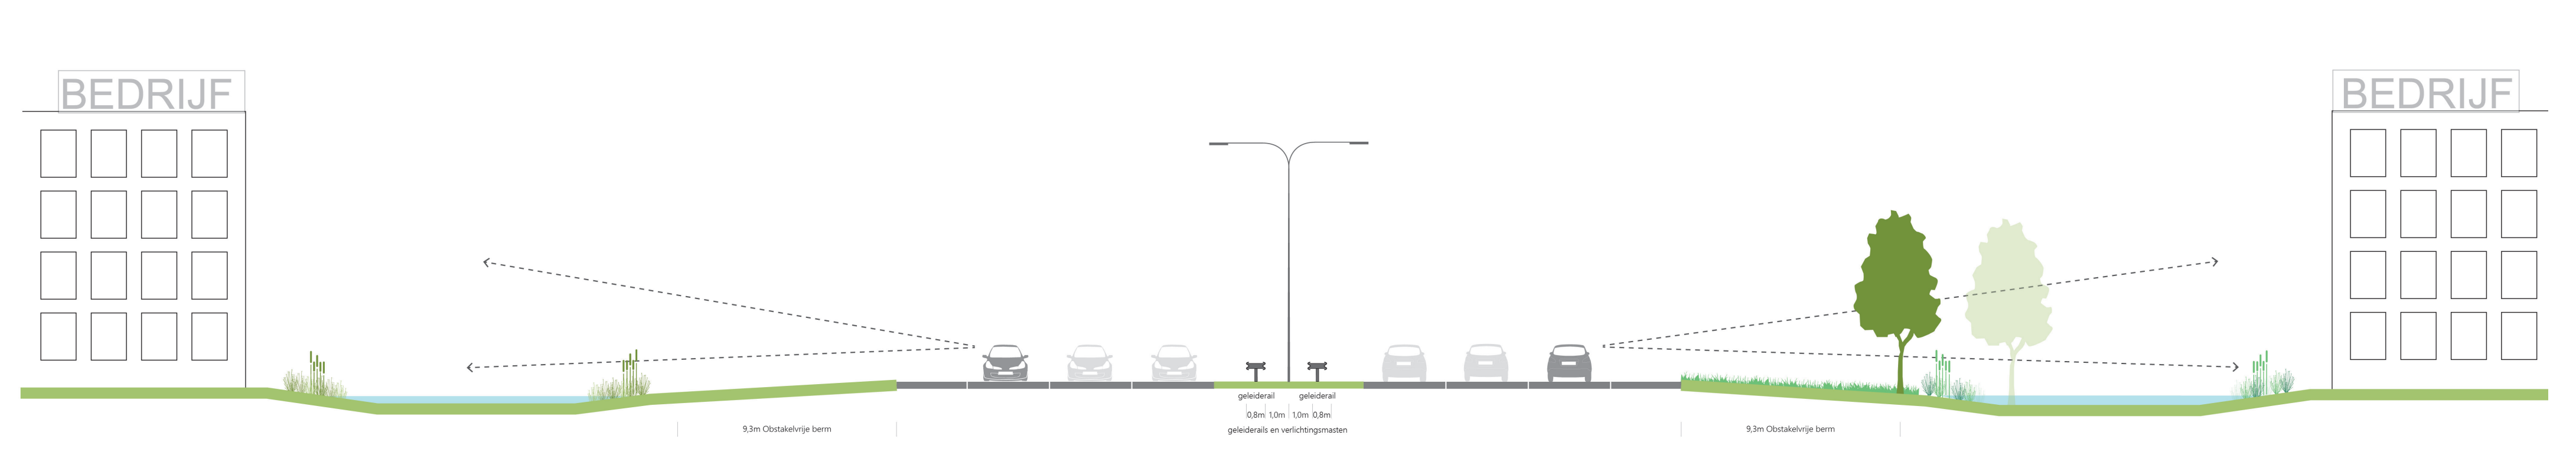 BEDRIJF
BEDRIJF
geleiderail
geleiderail
0,8m
1,0m
1,0m
0,8m
9,3m Obstakelvrije berm
geleiderails en verlichtingsmasten
9,3m Obstakelvrije berm